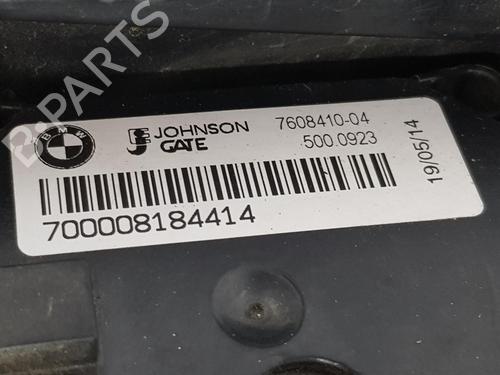 B-PARTS
BMW
JOHNSON
GATE
7608410-04
500.0923
19/05/14
700008184414